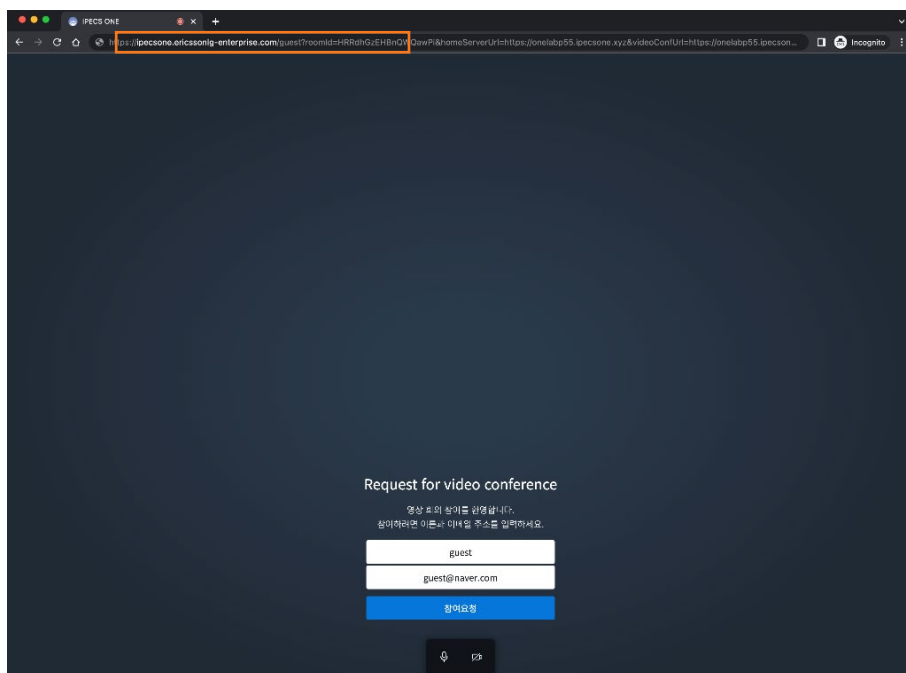 iPECS ONE
https://ipecsone.ericssonlg-enterprise.com/guest?roomId=HRRdhGzEHBnQW QawPi&homeServerUrl=https://onelabp55.ipecsone.xyz&videoConfUrl=https://onelabp55.ipecson...
Incognito
Request for video conference
영상 회의 참여를 환영합니다.
참여하려면 이름과 이메일 주소를 입력하세요.
guest
guest@naver.com
참여요청